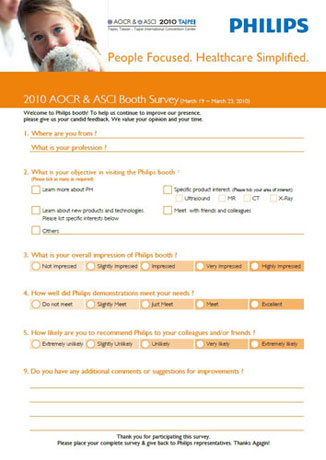 AOCR & ASCI 2010 TAIPEI
Taipei, Taiwan - Taipei International Convention Center
PHILIPS
People Focused. Healthcare Simplified.
2010 AOCR & ASCI Booth Survey (March 19 ~ March 23, 2010)
Welcome to Philips booth! To help us continue to improve our presence,
please give us your candid feedback. We value your opinion and your time.
1. Where are you from ?
What is your profession ?
2. What is your objective in visiting the Philips booth ?
(Please tick as many as required)
Learn more about PH
Specific product interest (Please tick your area of interest)
Ultrasound MR CT X-Ray
Learn about new products and technologies.
Please list specific interests below
Meet with friends and colleagues
Others
3. What is your overall impression of Philips booth ?
Not Impressed Slightly Impressed Impressed Very Impressed Highly Impressed
4. How well did Philips demonstrations meet your needs ?
Do not meet Slightly Meet Just Meet Meet Excellent
5. How likely are you to recommend Philips to your colleagues and/or friends ?
Extremely unlikely Slightly Unlikely Unlikely Very likely Extremely likely
9. Do you have any additional comments or suggestions for improvements ?
Thank you for participating this survey.
Please place your complete survey & give back to Philips representatives. Thanks Agagin!